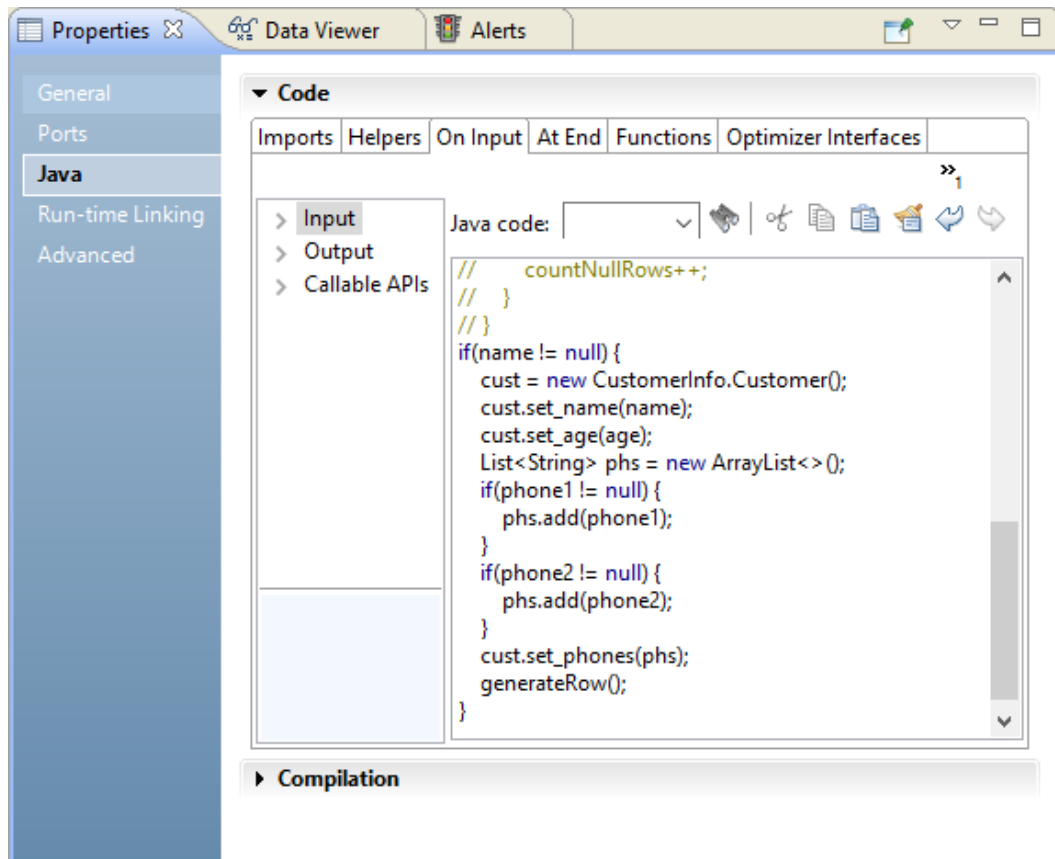 Properties Data Viewer Alerts
General
Ports
Java
Run-time Linking
Advanced
Code
Imports Helpers On Input At End Functions Optimizer Interfaces
»1
Input
Output
Callable APIs
Java code:
//        countNullRows++;
//    }
// }
if(name != null) {
    cust = new CustomerInfo.Customer();
    cust.set_name(name);
    cust.set_age(age);
    List<String> phs = new ArrayList<>();
    if(phone1 != null) {
        phs.add(phone1);
    }
    if(phone2 != null) {
        phs.add(phone2);
    }
    cust.set_phones(phs);
    generateRow();
}
Compilation